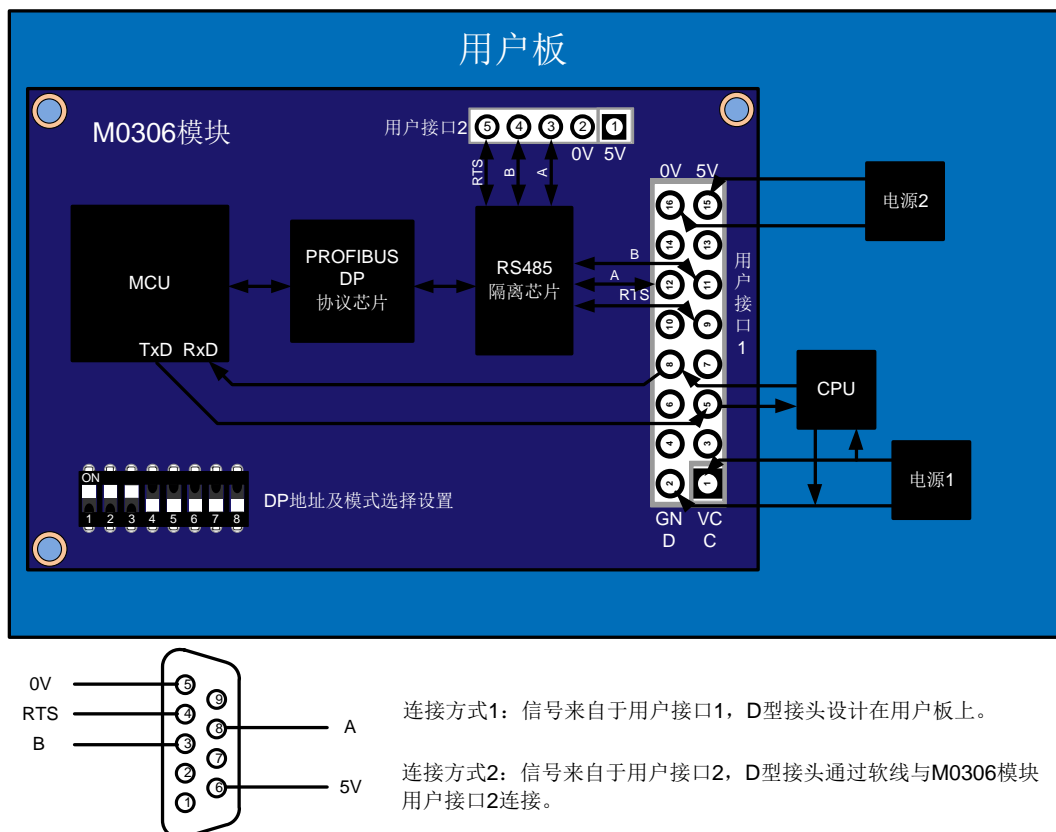 用户板
M0306模块
用户接口2
5 4 3 2 1
0V 5V
RTS
B
A
0V 5V
16 15
14 13
12 11
10 9
8 7
6 5
4 3
2 1
GN
D
VC
C
用户接口1
电源2
MCU
TxD RxD
PROFIBUS
DP
协议芯片
RS485
隔离芯片
B
A
RTS
CPU
电源1
ON
1 2 3 4 5 6 7 8
DP地址及模式选择设置
0V
RTS
B
5
4
3
2
1
9
8
7
6
A
5V
连接方式1：信号来自于用户接口1，D型接头设计在用户板上。
连接方式2：信号来自于用户接口2，D型接头通过软线与M0306模块
用户接口2连接。